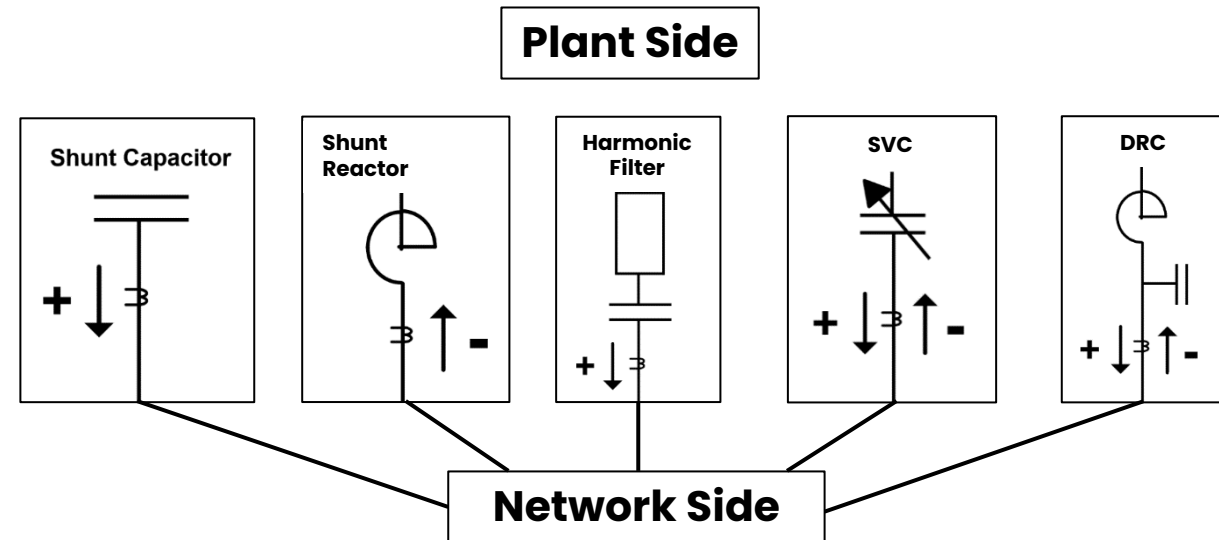 Plant Side
Shunt Capacitor
+
Shunt
Reactor
-
Harmonic
Filter
+
SVC
+ -
DRC
+ -
Network Side